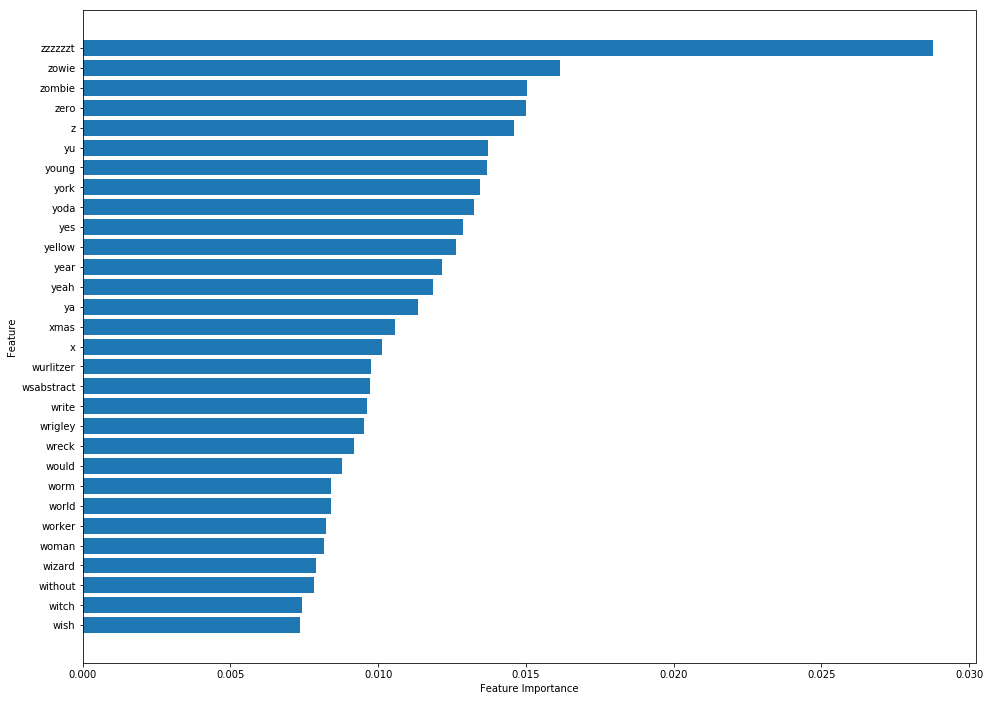 zzzzzzt
zowie
zombie
zero
z
yu
young
york
yoda
yes
yellow
year
yeah
ya
xmas
x
wurlitzer
wsabstract
write
wrigley
wreck
would
worm
world
worker
woman
wizard
without
witch
wish
Feature
0.000 0.005 0.010 0.015 0.020 0.025 0.030
Feature Importance